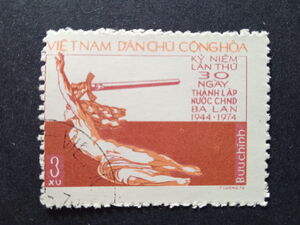 VIỆT NAM DÂN CHỦ CỘNG HÒA
KỶ NIỆM
LẦN THỨ
30
NGÀY
THÀNH LẬP
NƯỚC CHND
BA LAN
1944-1974
3
XU
Bưu chính